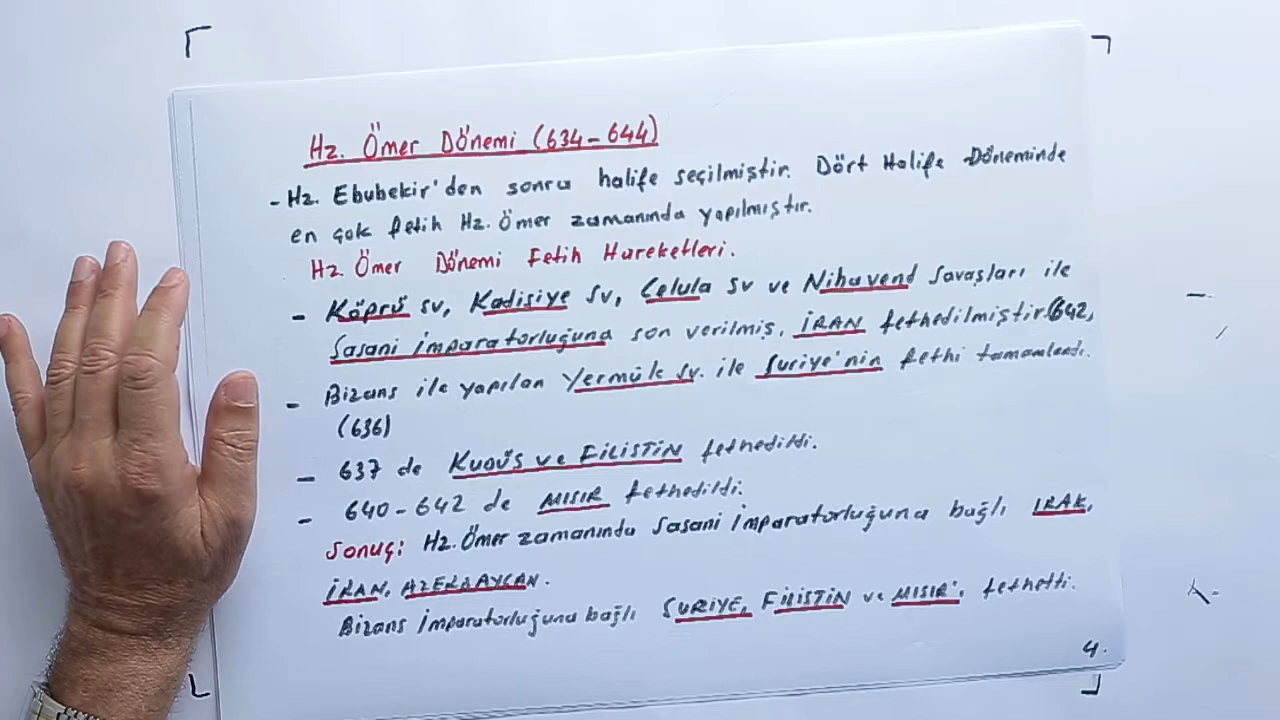 Hz. Ömer Dönemi (634-644)
- Hz. Ebubekir'den sonra halife seçilmiştir. Dört Halife Döneminde
en çok fetih Hz. Ömer zamanında yapılmıştır.
Hz. Ömer Dönemi Fetih Hareketleri.
- Köprü sv, Kadisiye sv, Celula sv ve Nihavend savaşları ile
Sasani İmparatorluğuna son verilmiş, İRAN fethedilmiştir.(642)
- Bizans ile yapılan Yermük sv. ile Suriye'nin fethi tamamlandı.
(636)
- 637 de KUDÜS ve FİLİSTİN fethedildi.
- 640-642 de MISIR fethedildi.
Sonuç: Hz. Ömer zamanında Sasani İmparatorluğuna bağlı IRAK,
İRAN, AZERBAYCAN.
Bizans İmparatorluğuna bağlı SURİYE, FİLİSTİN ve MISIR'ı fethetti.
4.